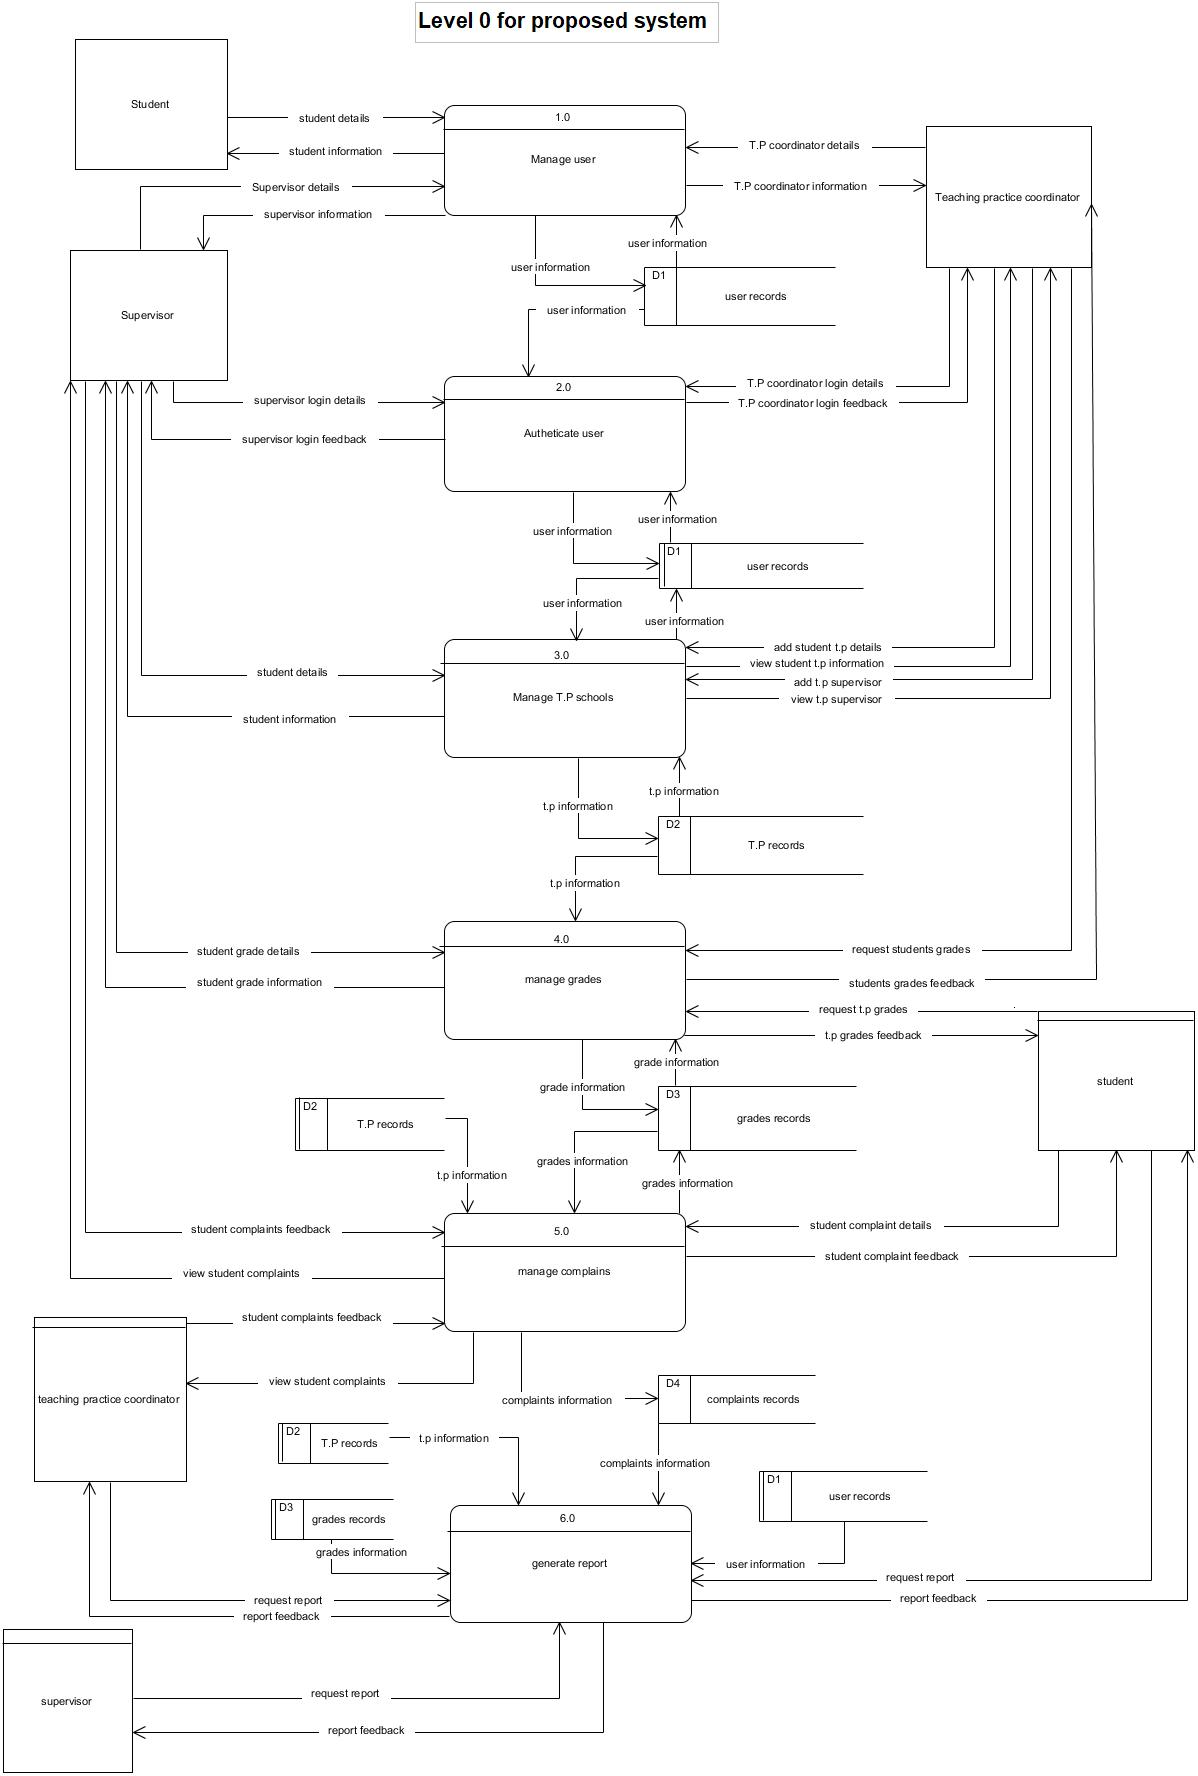 Level 0 for proposed system
Student
student details
student information
Supervisor details
supervisor information
1.0
Manage user
T.P coordinator details
T.P coordinator information
Teaching practice coordinator
user information
user information
D1
user records
user information
Supervisor
2.0
Autheticate user
supervisor login details
supervisor login feedback
T.P coordinator login details
T.P coordinator login feedback
user information
user information
D1
user records
user information
user information
3.0
Manage T.P schools
student details
student information
add student t.p details
view student t.p information
add t.p supervisor
view t.p supervisor
t.p information
t.p information
D2
T.P records
t.p information
4.0
manage grades
student grade details
student grade information
request students grades
students grades feedback
request t.p grades
t.p grades feedback
student
grade information
grade information
D3
grades records
D2
T.P records
t.p information
grades information
grades information
5.0
manage complains
student complaints feedback
view student complaints
student complaint details
student complaint feedback
student complaints feedback
view student complaints
teaching practice coordinator
complaints information
D4
complaints records
D2
T.P records
t.p information
complaints information
D1
user records
D3
grades records
grades information
6.0
generate report
user information
request report
report feedback
request report
report feedback
supervisor
request report
report feedback